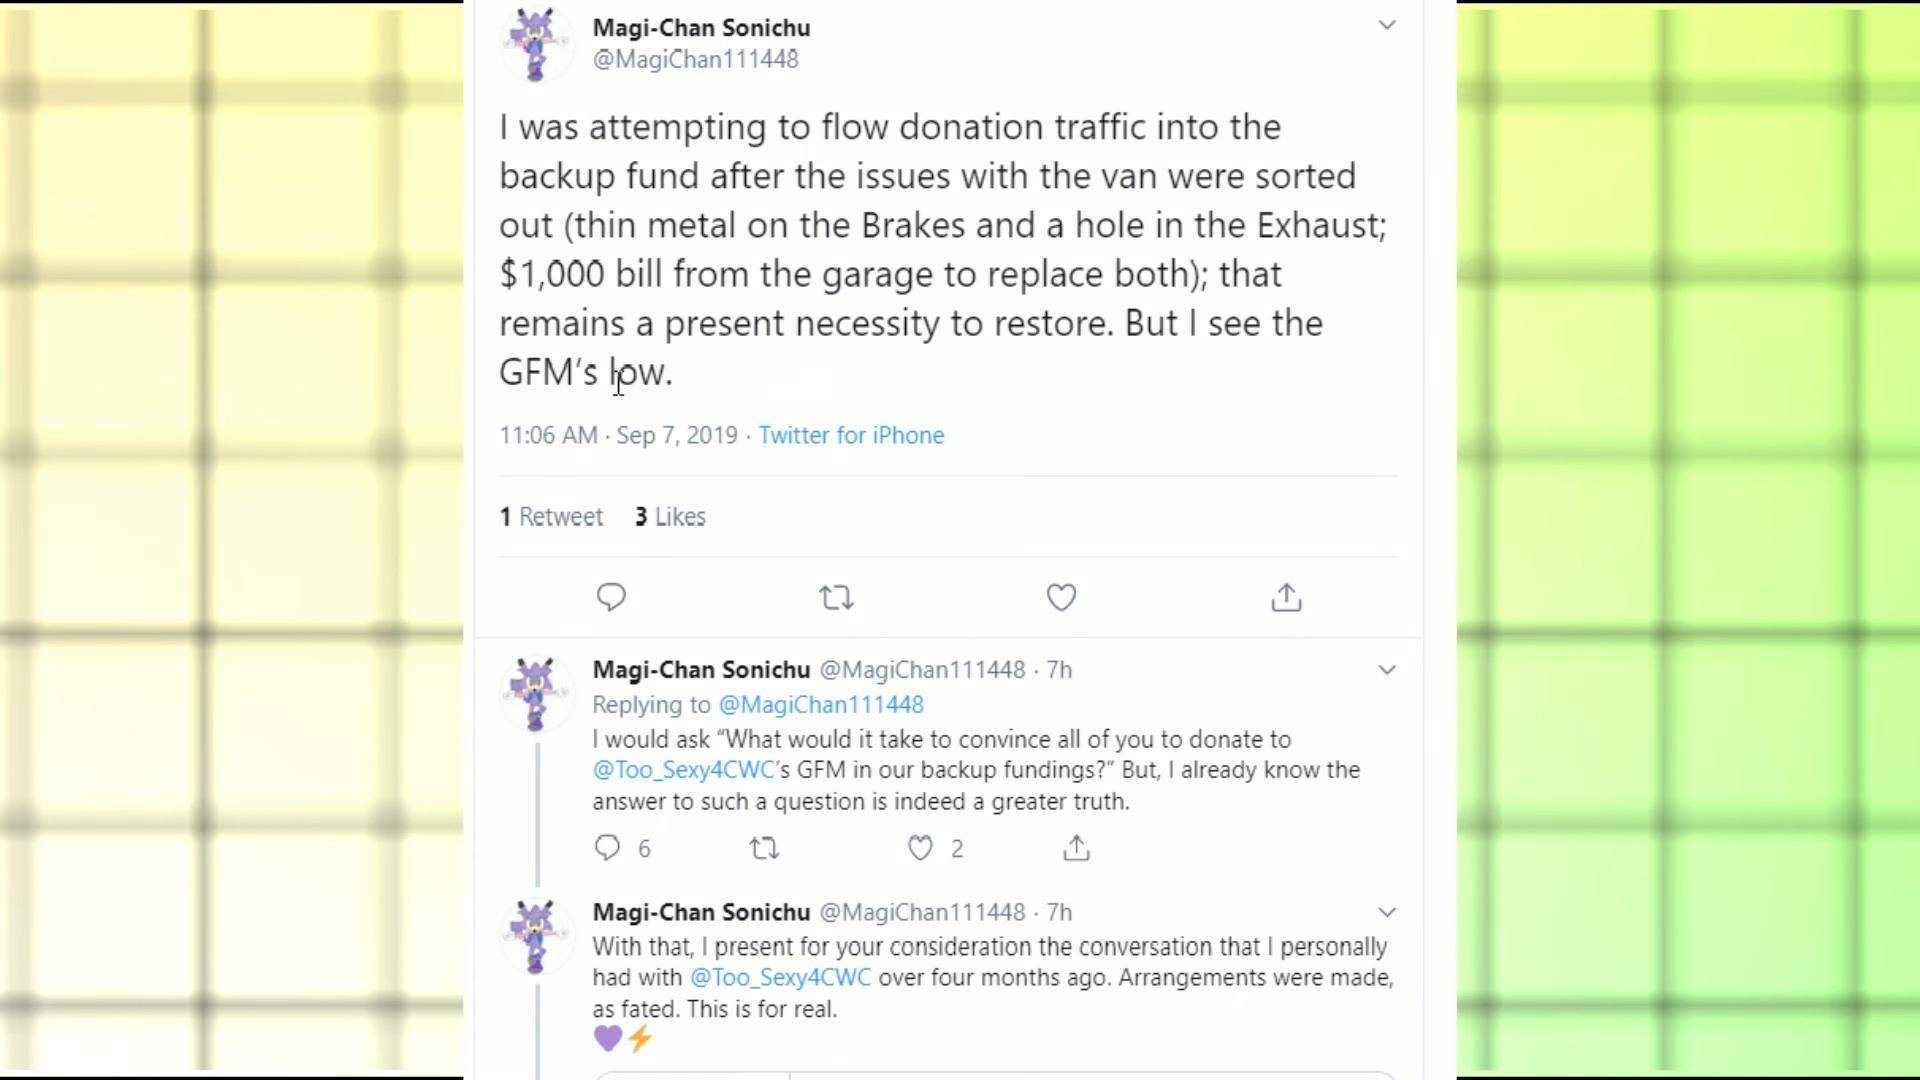 Magi-Chan Sonichu
@MagiChan111448
I was attempting to flow donation traffic into the
backup fund after the issues with the van were sorted
out (thin metal on the Brakes and a hole in the Exhaust;
$1,000 bill from the garage to replace both); that
remains a present necessity to restore. But I see the
GFM’s low.
11:06 AM · Sep 7, 2019 · Twitter for iPhone
1 Retweet 3 Likes
Magi-Chan Sonichu @MagiChan111448 · 7h
Replying to @MagiChan111448
I would ask “What would it take to convince all of you to donate to
@Too_Sexy4CWC’s GFM in our backup fundings?” But, I already know the
answer to such a question is indeed a greater truth.
6 2
Magi-Chan Sonichu @MagiChan111448 · 7h
With that, I present for your consideration the conversation that I personally
had with @Too_Sexy4CWC over four months ago. Arrangements were made,
as fated. This is for real.
💜⚡